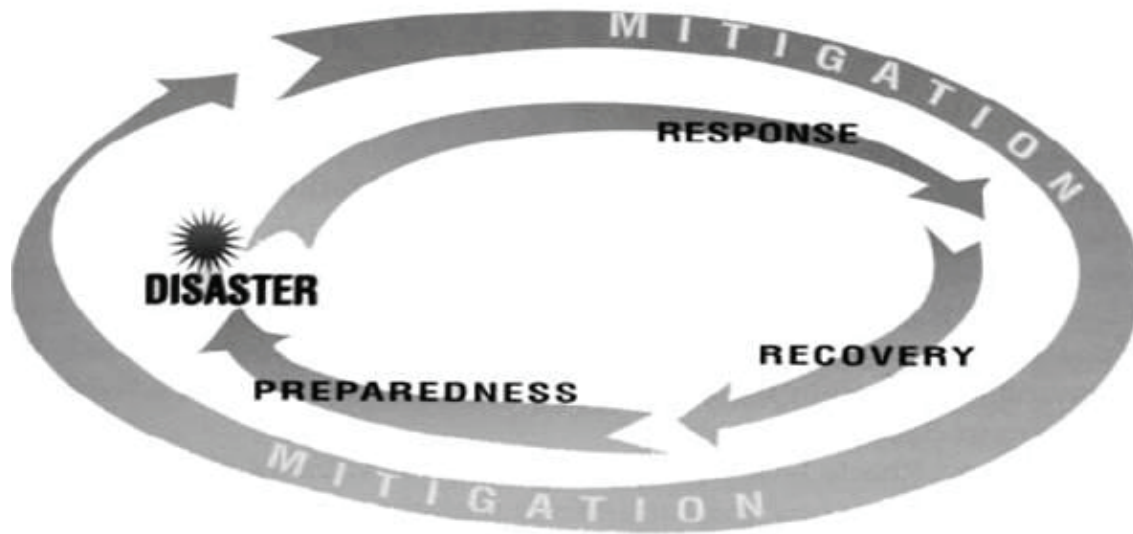 MITIGATION
RESPONSE
DISASTER
RECOVERY
PREPAREDNESS
MITIGATION